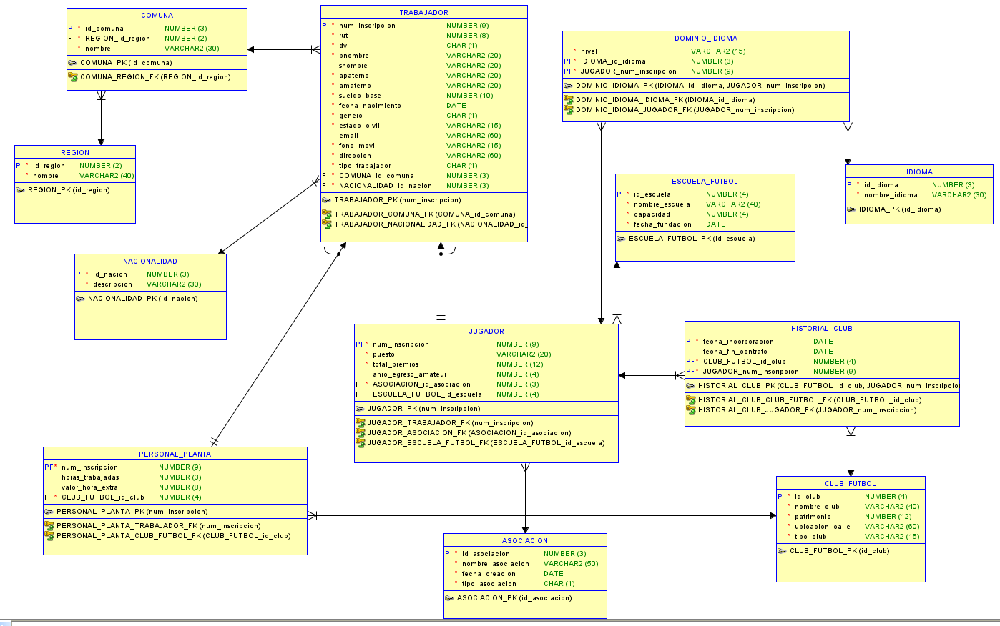 COMUNA
P * id_comuna NUMBER (3)
F * REGION_id_region NUMBER (2)
* nombre VARCHAR2 (30)
COMUNA_PK (id_comuna)
COMUNA_REGION_FK (REGION_id_region)
TRABAJADOR
P * num_inscripcion NUMBER (9)
* rut NUMBER (8)
* dv CHAR (1)
* pnombre VARCHAR2 (20)
snombre VARCHAR2 (20)
* apaterno VARCHAR2 (20)
* amaterno VARCHAR2 (20)
* sueldo_base NUMBER (10)
* fecha_nacimiento DATE
* genero CHAR (1)
* estado_civil VARCHAR2 (15)
email VARCHAR2 (60)
* fono_movil VARCHAR2 (15)
* direccion VARCHAR2 (60)
* tipo_trabajador CHAR (1)
F * COMUNA_id_comuna NUMBER (3)
F * NACIONALIDAD_id_nacion NUMBER (3)
TRABAJADOR_PK (num_inscripcion)
TRABAJADOR_COMUNA_FK (COMUNA_id_comuna)
TRABAJADOR_NACIONALIDAD_FK (NACIONALIDAD_id_
DOMINIO_IDIOMA
* nivel VARCHAR2 (15)
PF* IDIOMA_id_idioma NUMBER (3)
PF* JUGADOR_num_inscripcion NUMBER (9)
DOMINIO_IDIOMA_PK (IDIOMA_id_idioma, JUGADOR_num_inscripcion)
DOMINIO_IDIOMA_IDIOMA_FK (IDIOMA_id_idioma)
DOMINIO_IDIOMA_JUGADOR_FK (JUGADOR_num_inscripcion)
REGION
P * id_region NUMBER (2)
* nombre VARCHAR2 (40)
REGION_PK (id_region)
IDIOMA
P * id_idioma NUMBER (3)
* nombre_idioma VARCHAR2 (30)
IDIOMA_PK (id_idioma)
ESCUELA_FUTBOL
P * id_escuela NUMBER (4)
* nombre_escuela VARCHAR2 (40)
* capacidad NUMBER (4)
* fecha_fundacion DATE
ESCUELA_FUTBOL_PK (id_escuela)
NACIONALIDAD
P * id_nacion NUMBER (3)
* descripcion VARCHAR2 (30)
NACIONALIDAD_PK (id_nacion)
JUGADOR
PF* num_inscripcion NUMBER (9)
* puesto VARCHAR2 (20)
* total_premios NUMBER (12)
anio_egreso_amateur NUMBER (4)
F * ASOCIACION_id_asociacion NUMBER (3)
F ESCUELA_FUTBOL_id_escuela NUMBER (4)
JUGADOR_PK (num_inscripcion)
JUGADOR_TRABAJADOR_FK (num_inscripcion)
JUGADOR_ASOCIACION_FK (ASOCIACION_id_asociacion)
JUGADOR_ESCUELA_FUTBOL_FK (ESCUELA_FUTBOL_id_escuela)
HISTORIAL_CLUB
P * fecha_incorporacion DATE
fecha_fin_contrato DATE
PF* CLUB_FUTBOL_id_club NUMBER (4)
PF* JUGADOR_num_inscripcion NUMBER (9)
HISTORIAL_CLUB_PK (CLUB_FUTBOL_id_club, JUGADOR_num_inscripcio
HISTORIAL_CLUB_CLUB_FUTBOL_FK (CLUB_FUTBOL_id_club)
HISTORIAL_CLUB_JUGADOR_FK (JUGADOR_num_inscripcion)
PERSONAL_PLANTA
PF* num_inscripcion NUMBER (9)
horas_trabajadas NUMBER (3)
valor_hora_extra NUMBER (8)
F * CLUB_FUTBOL_id_club NUMBER (4)
PERSONAL_PLANTA_PK (num_inscripcion)
PERSONAL_PLANTA_TRABAJADOR_FK (num_inscripcion)
PERSONAL_PLANTA_CLUB_FUTBOL_FK (CLUB_FUTBOL_id_club)
CLUB_FUTBOL
P * id_club NUMBER (4)
* nombre_club VARCHAR2 (40)
* patrimonio NUMBER (12)
* ubicacion_calle VARCHAR2 (60)
* tipo_club VARCHAR2 (15)
CLUB_FUTBOL_PK (id_club)
ASOCIACION
P * id_asociacion NUMBER (3)
* nombre_asociacion VARCHAR2 (50)
* fecha_creacion DATE
* tipo_asociacion CHAR (1)
ASOCIACION_PK (id_asociacion)